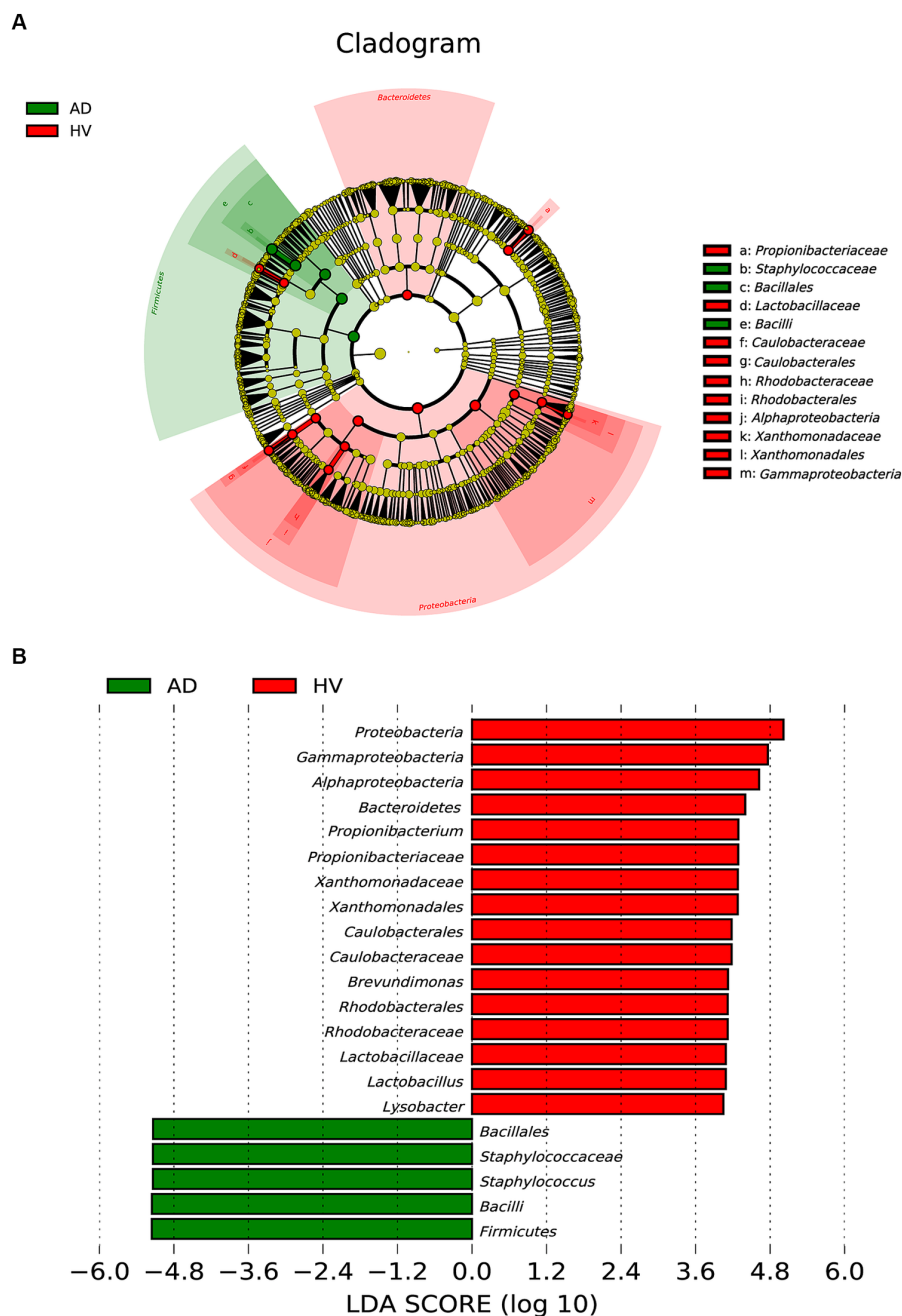 A
Cladogram
AD
HV
Bacteroidetes
a
e
c
b
d
Firmicutes
a: Propionibacteriaceae
b: Staphylococcaceae
c: Bacillales
d: Lactobacillaceae
e: Bacilli
f: Caulobacteraceae
g: Caulobacterales
h: Rhodobacteraceae
i: Rhodobacterales
j: Alphaproteobacteria
k: Xanthomonadaceae
l: Xanthomonadales
m: Gammaproteobacteria
k
l
m
g
f
h
i
j
Proteobacteria
B
AD HV
Proteobacteria
Gammaproteobacteria
Alphaproteobacteria
Bacteroidetes
Propionibacterium
Propionibacteriaceae
Xanthomonadaceae
Xanthomonadales
Caulobacterales
Caulobacteraceae
Brevundimonas
Rhodobacterales
Rhodobacteraceae
Lactobacillaceae
Lactobacillus
Lysobacter
Bacillales
Staphylococcaceae
Staphylococcus
Bacilli
Firmicutes
−6.0 −4.8 −3.6 −2.4 −1.2 0.0 1.2 2.4 3.6 4.8 6.0
LDA SCORE (log 10)